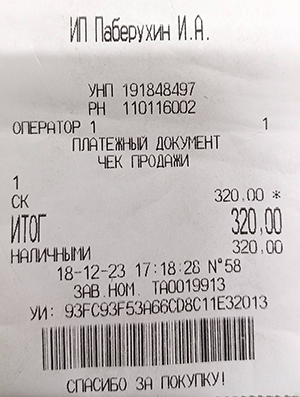 ИП Паберухин И.А.
УНП 191848497
РН 110116002
ОПЕРАТОР 1 1
ПЛАТЕЖНЫЙ ДОКУМЕНТ
ЧЕК ПРОДАЖИ
1
СК 320.00 *
ИТОГ 320,00
НАЛИЧНЫМИ 320.00
18-12-23 17:18:28 N°58
ЗАВ.НОМ. ТА0019913
УИ: 93FC93F53A66CD8C11E32013
СПАСИБО ЗА ПОКУПКУ!